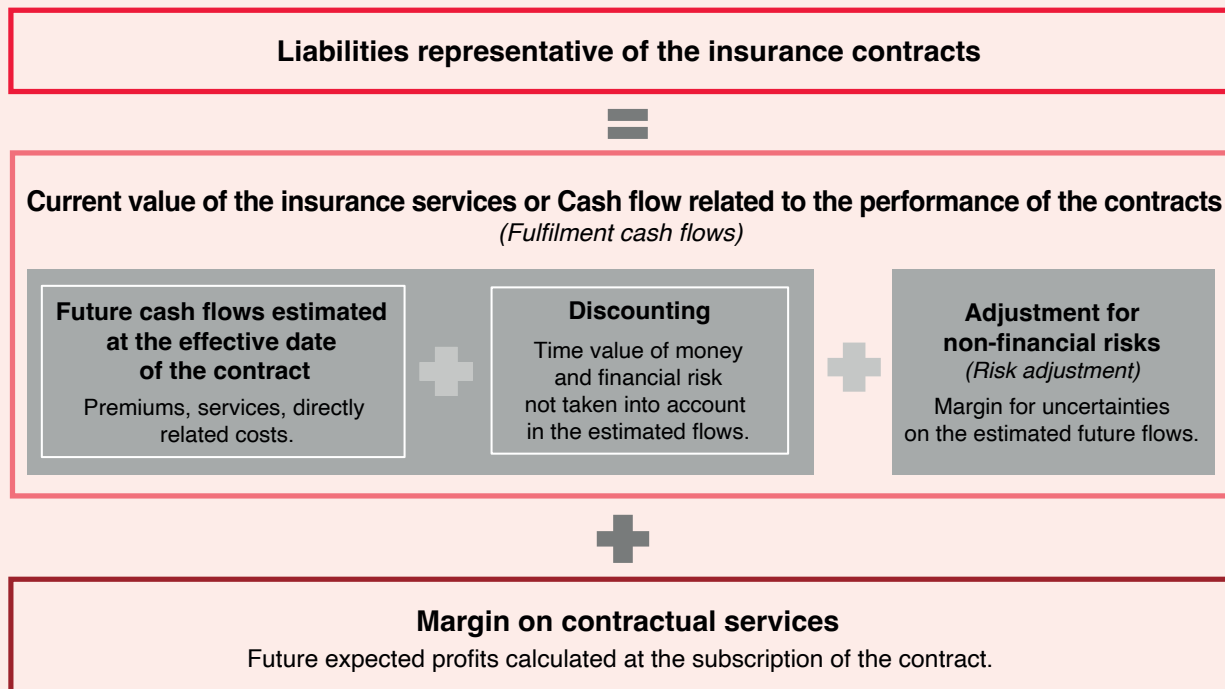 Liabilities representative of the insurance contracts
=
Current value of the insurance services or Cash flow related to the performance of the contracts
(Fulfilment cash flows)
Future cash flows estimated
at the effective date
of the contract
Premiums, services, directly
related costs.
+
Discounting
Time value of money
and financial risk
not taken into account
in the estimated flows.
+
Adjustment for
non-financial risks
(Risk adjustment)
Margin for uncertainties
on the estimated future flows.
+
Margin on contractual services
Future expected profits calculated at the subscription of the contract.